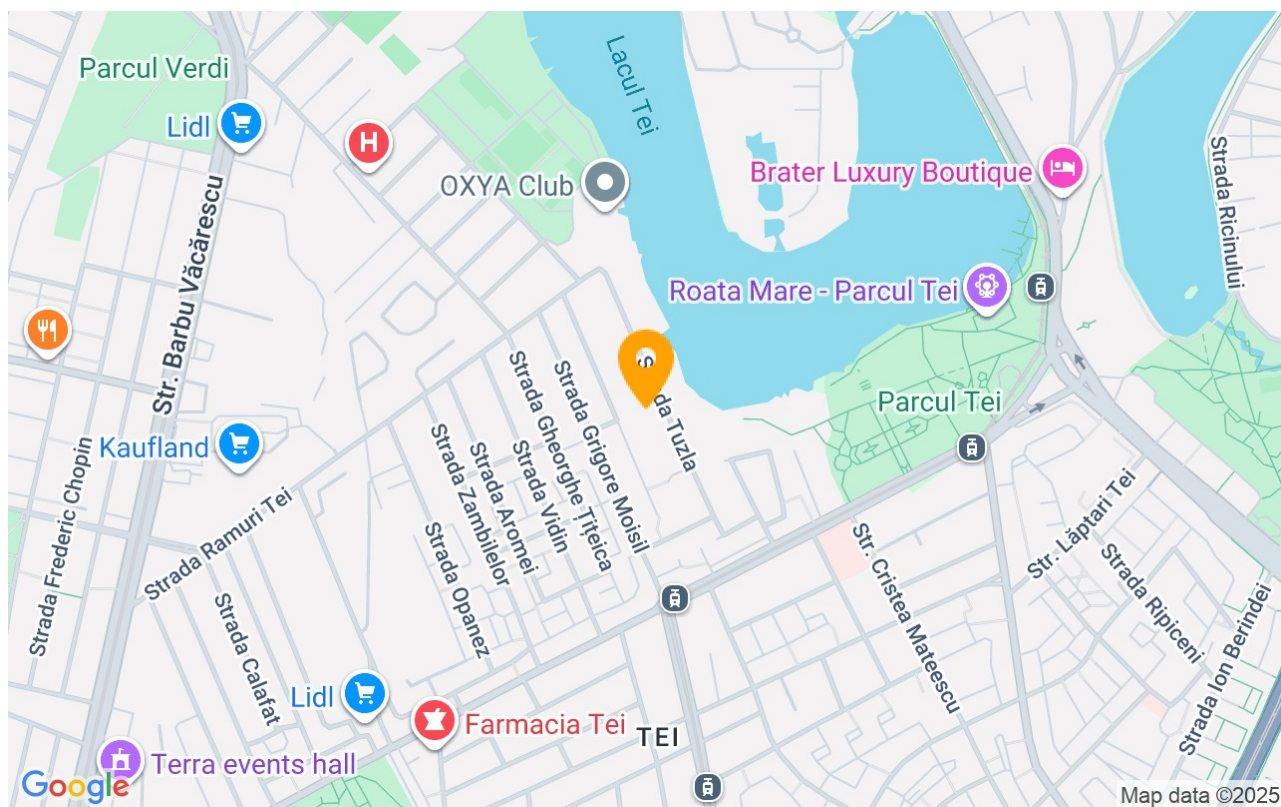 Parcul Verdi
Lidl
H
Lacul Tei
OXYA Club
Brater Luxury Boutique
Strada Ricinului
Str. Barbu Văcărescu
Roata Mare - Parcul Tei
Parcul Tei
Kaufland
Strada Frederic Chopin
Strada Ramuri Tei
Strada Calafat
Strada Opanez
Strada Zambilelor
Strada Aromei
Strada Vidin
Strada Gheorghe Țițeica
Strada Grigore Moisil
S
da Tuzla
Str. Cristea Mateescu
Str. Lăptari Tei
Strada Ripiceni
Strada Ion Berindei
Lidl
Farmacia Tei
TEI
Terra events hall
Google
Map data ©2025